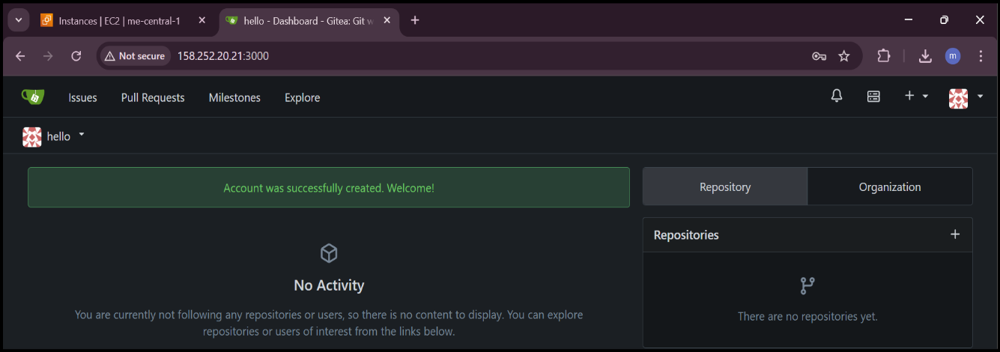 Instances | EC2 | me-central-1
hello - Dashboard - Gitea: Git w
Not secure
158.252.20.21:3000
m
Issues
Pull Requests
Milestones
Explore
hello
Account was successfully created. Welcome!
Repository
Organization
Repositories
No Activity
You are currently not following any repositories or users, so there is no content to display. You can explore
repositories or users of interest from the links below.
There are no repositories yet.